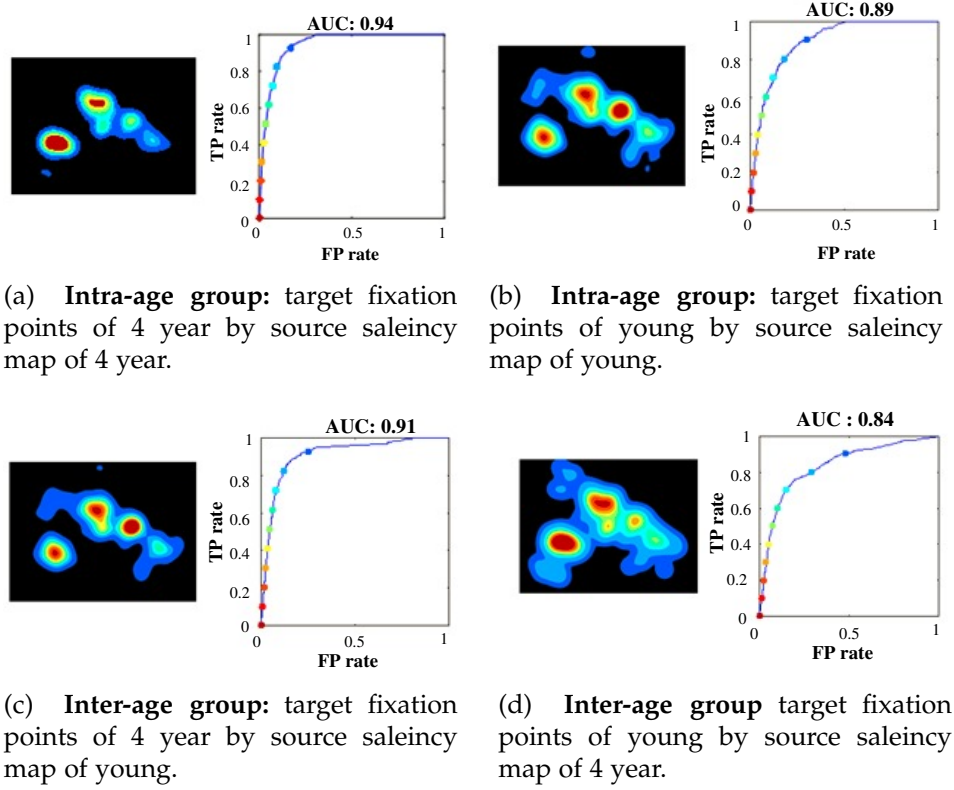 AUC: 0.94
1
0.8
0.6
0.4
0.2
0
TP rate
0
0.5
1
FP rate
(a) Intra-age group: target fixation
points of 4 year by source saleincy
map of 4 year.
AUC: 0.89
1
0.8
0.6
0.4
0.2
0
TP rate
0
0.5
1
FP rate
(b) Intra-age group: target fixation
points of young by source saleincy
map of young.
AUC: 0.91
1
0.8
0.6
0.4
0.2
0
TP rate
0
0.5
1
FP rate
(c) Inter-age group: target fixation
points of 4 year by source saleincy
map of young.
AUC : 0.84
1
0.8
0.6
0.4
0.2
0
TP rate
0
0.5
1
FP rate
(d) Inter-age group target fixation
points of young by source saleincy
map of 4 year.